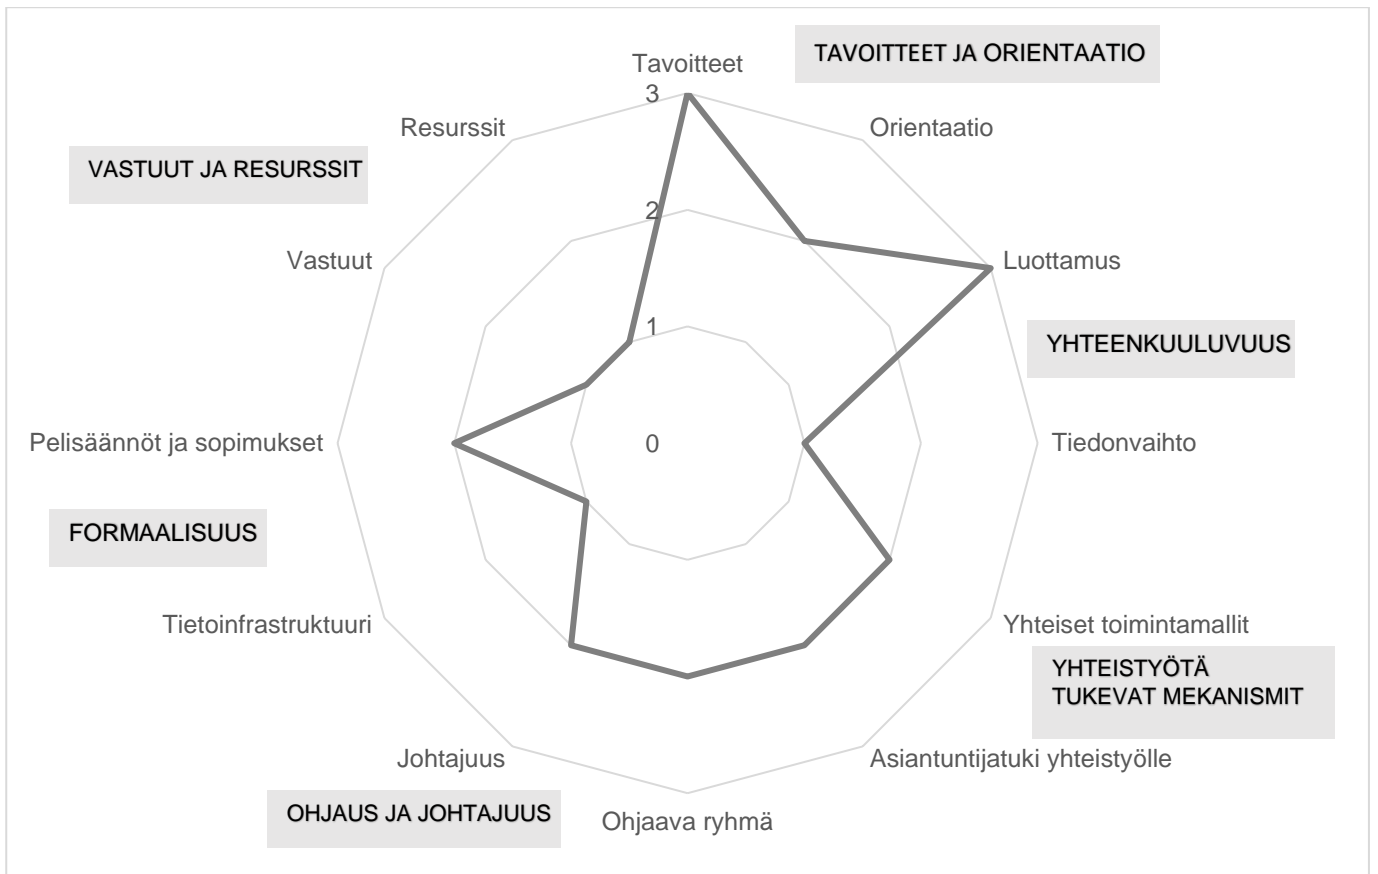 TAVOITTEET JA ORIENTAATIO
Tavoitteet
3
Orientaatio
Resurssit
VASTUUT JA RESURSSIT
2
Vastuut
Luottamus
1
YHTEENKUULUVUUS
Pelisäännöt ja sopimukset
0
Tiedonvaihto
FORMAALISUUS
Tietoinfrastruktuuri
Yhteiset toimintamallit
YHTEISTYÖTÄ
TUKEVAT MEKANISMIT
Johtajuus
Asiantuntijatuki yhteistyölle
OHJAUS JA JOHTAJUUS
Ohjaava ryhmä